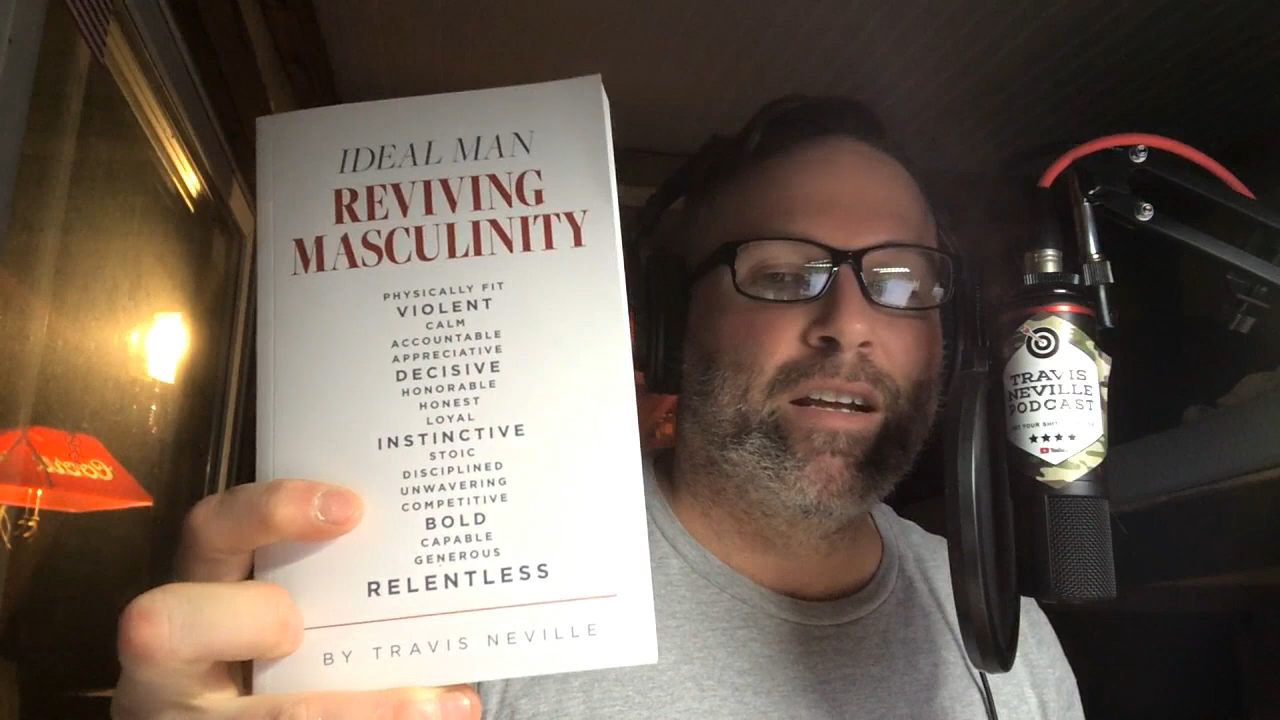 IDEAL MAN
REVIVING
MASCULINITY
PHYSICALLY FIT
VIOLENT
CALM
ACCOUNTABLE
APPRECIATIVE
DECISIVE
HONORABLE
HONEST
LOYAL
INSTINCTIVE
STOIC
DISCIPLINED
UNWAVERING
COMPETITIVE
BOLD
CAPABLE
GENEROUS
RELENTLESS
BY TRAVIS NEVILLE
TRAVIS
NEVILLE
PODCAST
YOUR